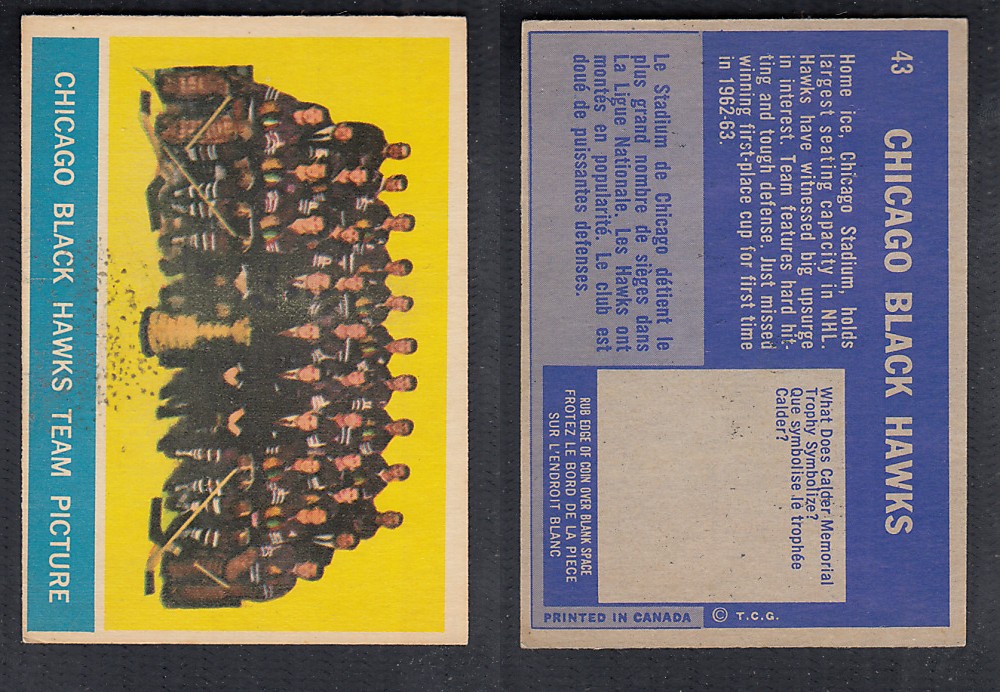 CHICAGO BLACK HAWKS TEAM PICTURE
43
CHICAGO BLACK HAWKS
Home ice, Chicago Stadium, holds
largest seating capacity in NHL.
Hawks have witnessed big upsurge
in interest. Team features hard hit-
ting and tough defense. Just missed
winning first-place cup for first time
in 1962-63.
Le Stadium de Chicago détient le
plus grand nombre de sièges dans
La Ligue Nationale. Les Hawks ont
montés en popularité. Le club est
doué de puissantes defenses.
What Does Calder Memorial
Trophy Symbolize?
Que symbolise le trophée
Calder?
RUB EDGE OF COIN OVER BLANK SPACE
FROTEZ LE BORD DE LA PIECE
SUR L'ENDROIT BLANC
PRINTED IN CANADA
© T.C.G.